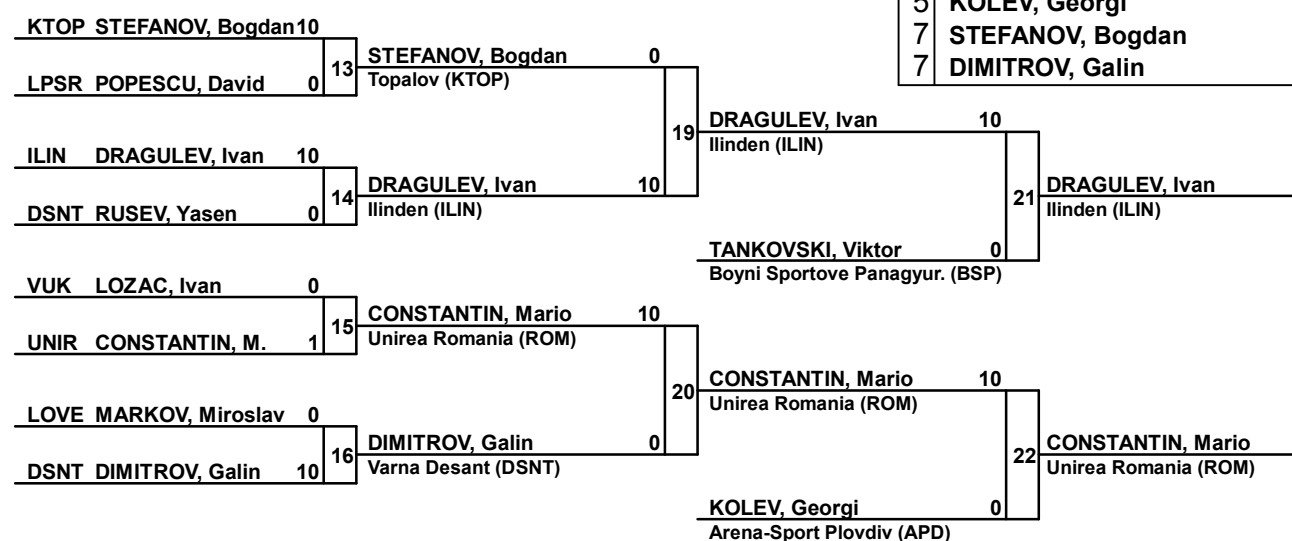 5 KOLEV, Georgi
7 STEFANOV, Bogdan
7 DIMITROV, Galin
KTOP STEFANOV, Bogdan 10
LPSR POPESCU, David 0
13
STEFANOV, Bogdan 0
Topalov (KTOP)
ILIN DRAGULEV, Ivan 10
DSNT RUSEV, Yasen 0
14
DRAGULEV, Ivan 10
Ilinden (ILIN)
19
DRAGULEV, Ivan 10
Ilinden (ILIN)
TANKOVSKI, Viktor 0
Boyni Sportove Panagyur. (BSP)
21
DRAGULEV, Ivan
Ilinden (ILIN)
VUK LOZAC, Ivan 0
UNIR CONSTANTIN, M. 1
15
CONSTANTIN, Mario 10
Unirea Romania (ROM)
LOVE MARKOV, Miroslav 0
DSNT DIMITROV, Galin 10
16
DIMITROV, Galin 0
Varna Desant (DSNT)
20
CONSTANTIN, Mario 10
Unirea Romania (ROM)
KOLEV, Georgi 0
Arena-Sport Plovdiv (APD)
22
CONSTANTIN, Mario
Unirea Romania (ROM)